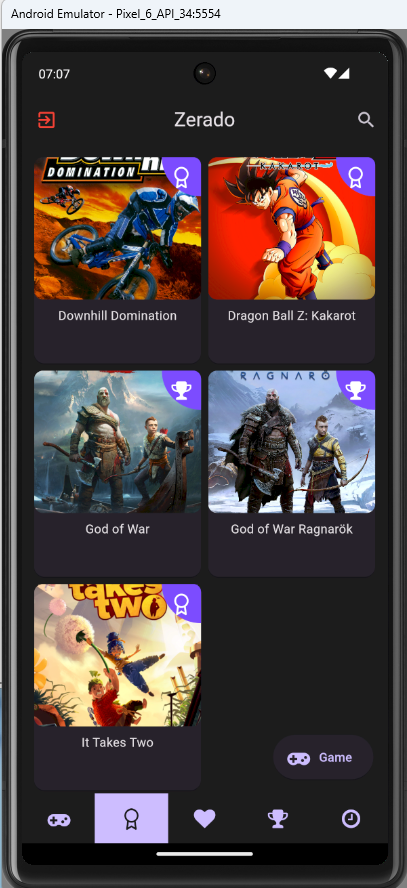 Android Emulator - Pixel_6_API_34:5554
07:07
Zerado
DOMINATION
KAKAROT
Downhill Domination
Dragon Ball Z: Kakarot
RAGNARÖ
God of War
God of War Ragnarök
takes
TWO
It Takes Two
Game